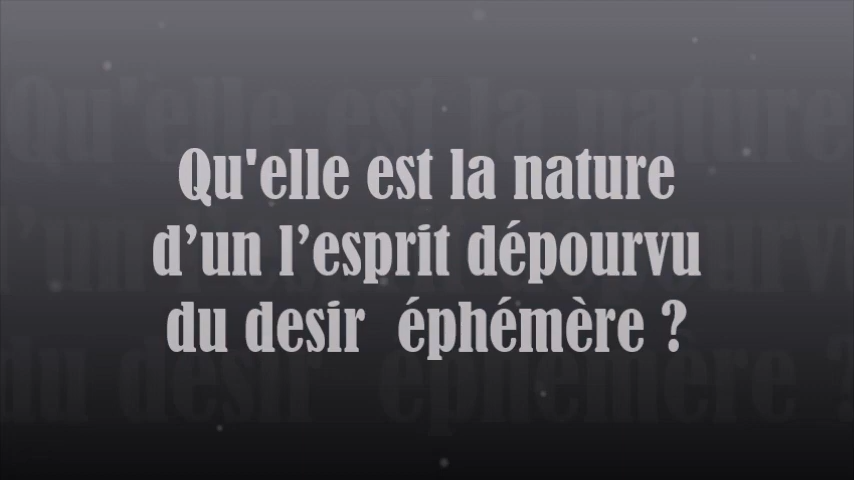 Qu'elle est la nature
d’un l’esprit dépourvu
du desir  éphémère ?